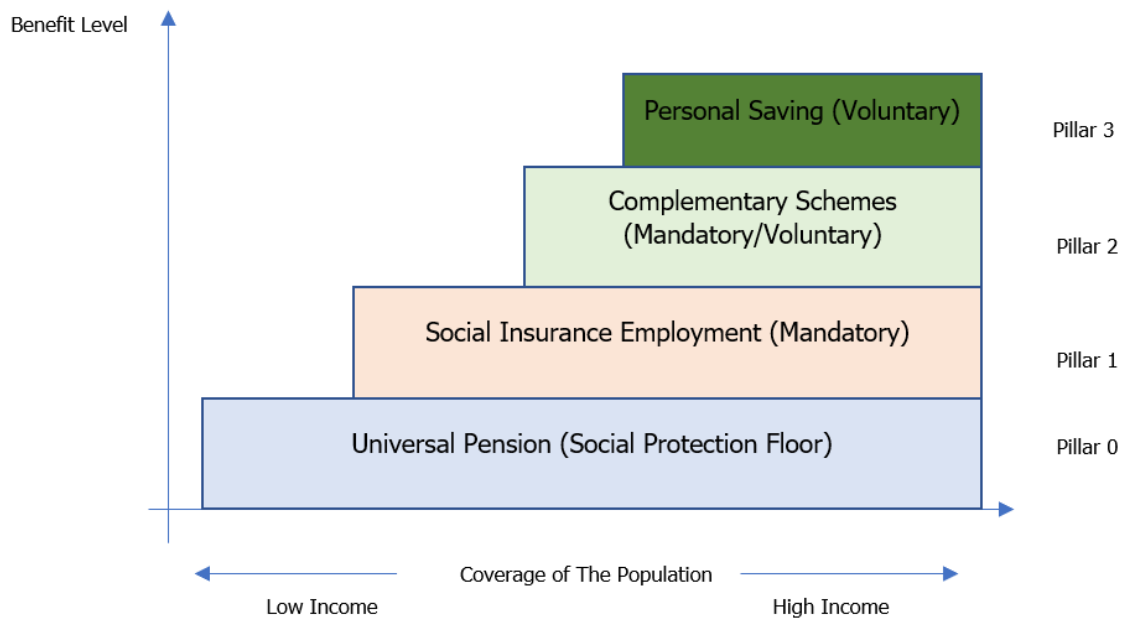 Benefit Level
Personal Saving (Voluntary)
Pillar 3
Complementary Schemes
(Mandatory/Voluntary)
Pillar 2
Social Insurance Employment (Mandatory)
Pillar 1
Universal Pension (Social Protection Floor)
Pillar 0
Coverage of The Population
Low Income
High Income